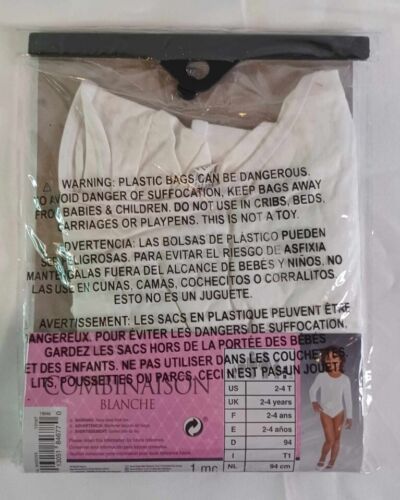 WARNING: PLASTIC BAGS CAN BE DANGEROUS.
TO AVOID DANGER OF SUFFOCATION, KEEP BAGS AWAY
FROM BABIES & CHILDREN. DO NOT USE IN CRIBS, BEDS,
CARRIAGES OR PLAYPENS. THIS IS NOT A TOY.
ADVERTENCIA: LAS BOLSAS DE PLÁSTICO PUEDEN
SER PELIGROSAS. PARA EVITAR EL RIESGO DE ASFIXIA
MANTÉNGALAS FUERA DEL ALCANCE DE BEBÉS Y NIÑOS. NO
LAS USE EN CUNAS, CAMAS, COCHECITOS O CORRALITOS.
ESTO NO ES UN JUGUETE.
AVERTISSEMENT: LES SACS EN PLASTIQUE PEUVENT ÊTRE
DANGEREUX. POUR ÉVITER LES DANGERS DE SUFFOCATION,
GARDEZ LES SACS HORS DE LA PORTÉE DES BÉBÉS
ET DES ENFANTS. NE PAS UTILISER DANS LES COUCHETTES,
LITS, POUSSETTES OU PARCS. CECI N'EST PAS UN JOUET.
COMBINAISON
BLANCHE
US 2-4 T
UK 2-4 years
F 2-4 ans
E 2-4 años
D 94
I T1
NL 94 cm